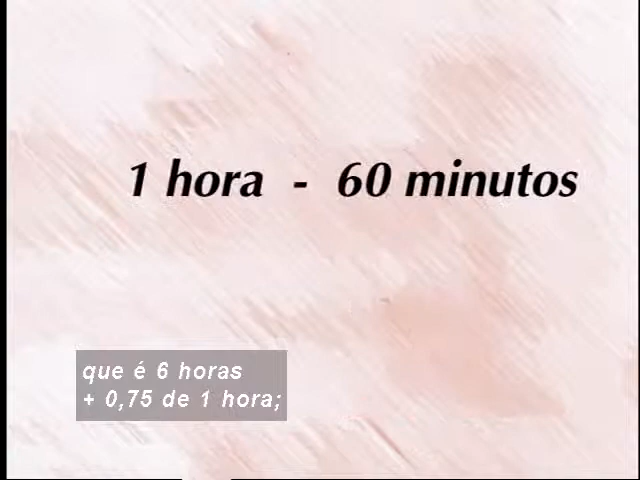 1 hora - 60 minutos
que é 6 horas
+ 0,75 de 1 hora;